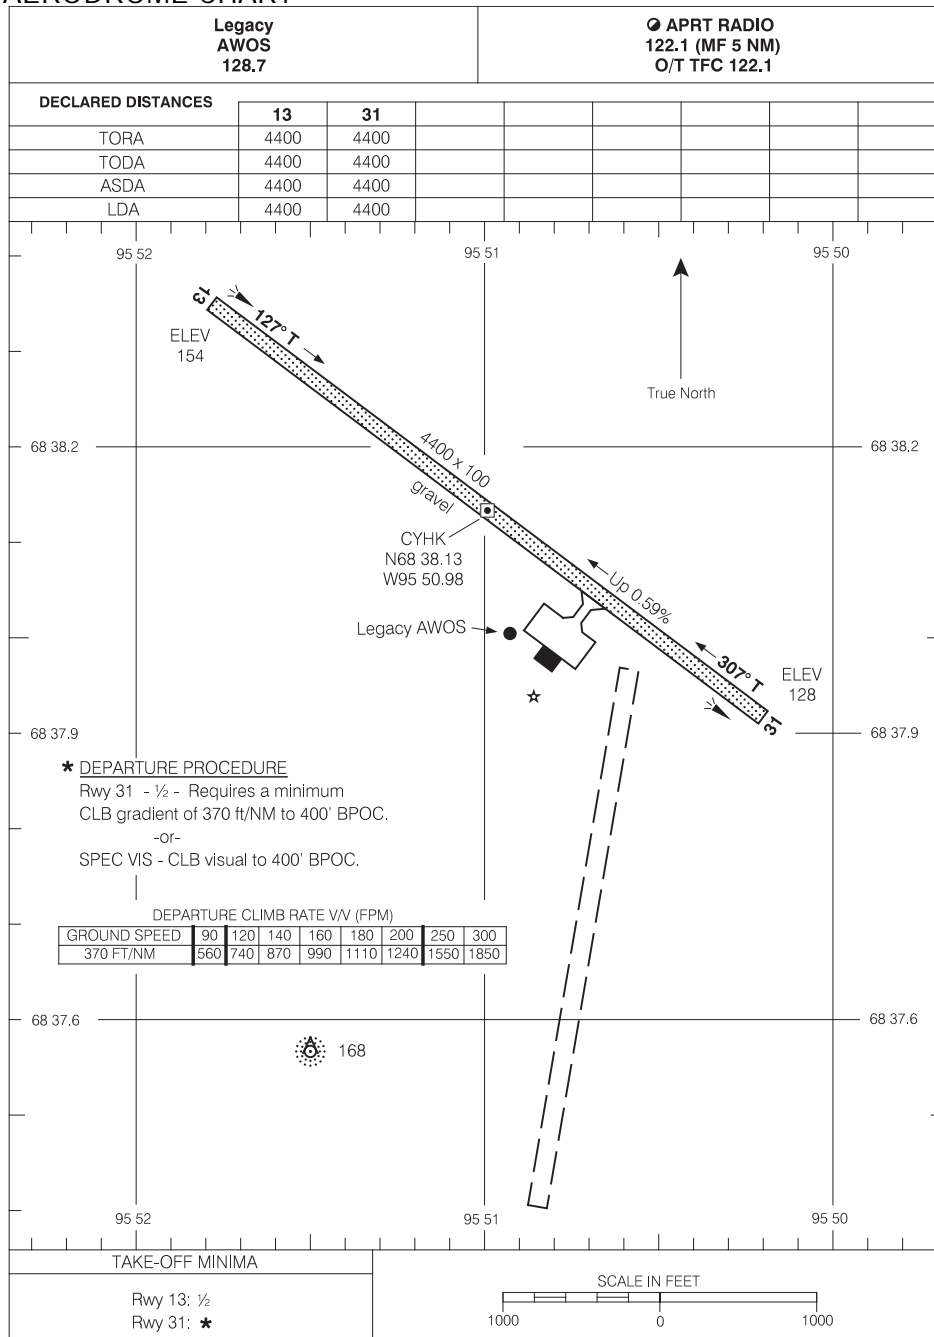 AERODROME CHART
Legacy
AWOS
128.7
APRT RADIO
122.1 (MF 5 NM)
O/T TFC 122.1
DECLARED DISTANCES 13 31
TORA 4400 4400
TODA 4400 4400
ASDA 4400 4400
LDA 4400 4400
95 52 95 51 95 50
13
127° T
ELEV
154
True North
68 38.2 68 38.2
4400 x 100
gravel
CYHK
N68 38.13
W95 50.98
Up 0.59%
Legacy AWOS
307° T
ELEV
128
31
68 37.9 68 37.9
* DEPARTURE PROCEDURE
Rwy 31 - ½ - Requires a minimum
CLB gradient of 370 ft/NM to 400' BPOC.
-or-
SPEC VIS - CLB visual to 400' BPOC.
DEPARTURE CLIMB RATE V/V (FPM)
GROUND SPEED 90 120 140 160 180 200 250 300
370 FT/NM 560 740 870 990 1110 1240 1550 1850
68 37.6 68 37.6
168
95 52 95 51 95 50
TAKE-OFF MINIMA
Rwy 13: ½
Rwy 31: *
SCALE IN FEET
1000 0 1000